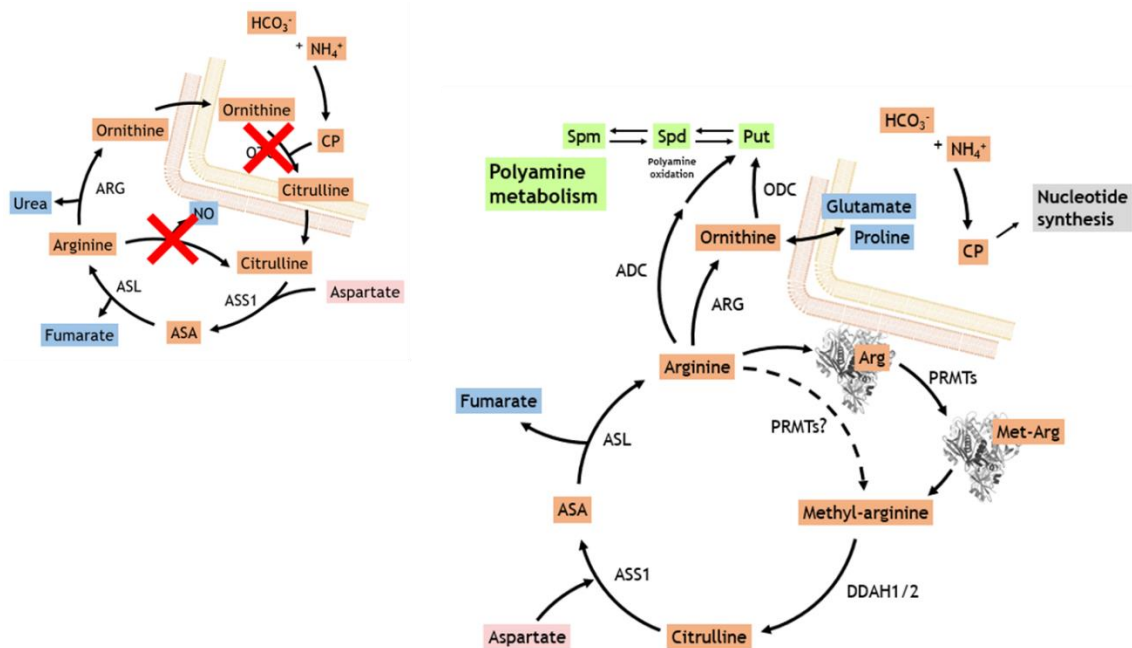 HCO₃⁻
+ NH₄⁺
Ornithine
Ornithine
CP
Citrulline
ARG
Urea
NO
Arginine
Citrulline
ASL
ASS1
Aspartate
Fumarate
ASA
Spm
Spd
Put
Polyamine
oxidation
Polyamine
metabolism
ODC
HCO₃⁻
+ NH₄⁺
Glutamate
Proline
Nucleotide
synthesis
Ornithine
CP
ADC
ARG
Arginine
Arg
PRMTs
Fumarate
ASL
PRMTs?
Met-Arg
ASA
Methyl-arginine
ASS1
DDAH1/2
Aspartate
Citrulline